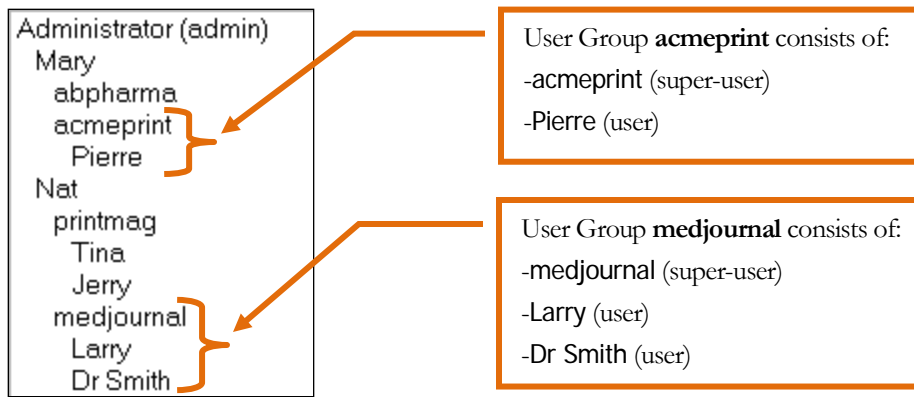 Administrator (admin)
Mary
abpharma
acmeprint
Pierre
Nat
printmag
Tina
Jerry
medjournal
Larry
Dr Smith
User Group acmeprint consists of:
-acmeprint (super-user)
-Pierre (user)
User Group medjournal consists of:
-medjournal (super-user)
-Larry (user)
-Dr Smith (user)